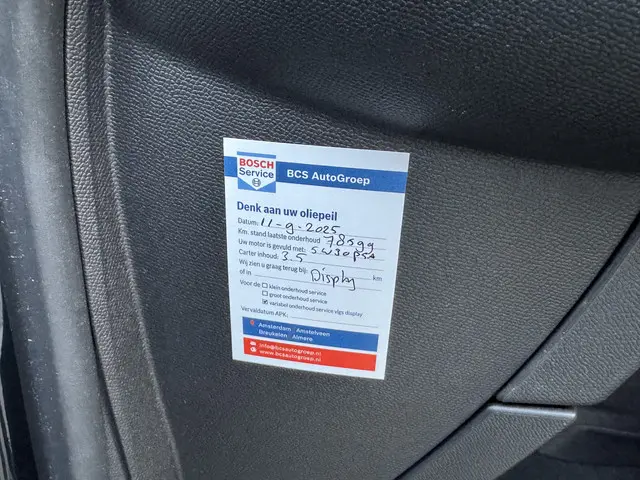 BOSCH
Service
BCS AutoGroep
Denk aan uw oliepeil
Datum: 11-9-2025
Km. stand laatste onderhoud 78599
Uw motor is gevuld met: 5W30PSA
Carter inhoud: 3.5
Wij zien u graag terug bij: Display km
of in
Voor de klein onderhoud service
groot onderhoud service
variabel onderhoud service vlgs display
Vervaldatum APK:
Amsterdam Amstelveen
Breukelen Almere
info@bcsautogroep.nl
www.bcsautogroep.nl